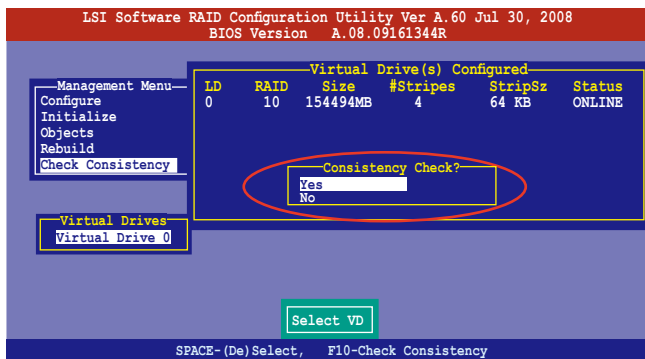 LSI Software RAID Configuration Utility Ver A.60 Jul 30, 2008
BIOS Version A.08.09161344R
Management Menu
Configure
Initialize
Objects
Rebuild
Check Consistency
Virtual Drive(s) Configured
LD RAID Size #Stripes StripSz Status
0 10 154494MB 4 64 KB ONLINE
Consistency Check?
Yes
No
Virtual Drives
Virtual Drive 0
Select VD
SPACE-(De)Select, F10-Check Consistency